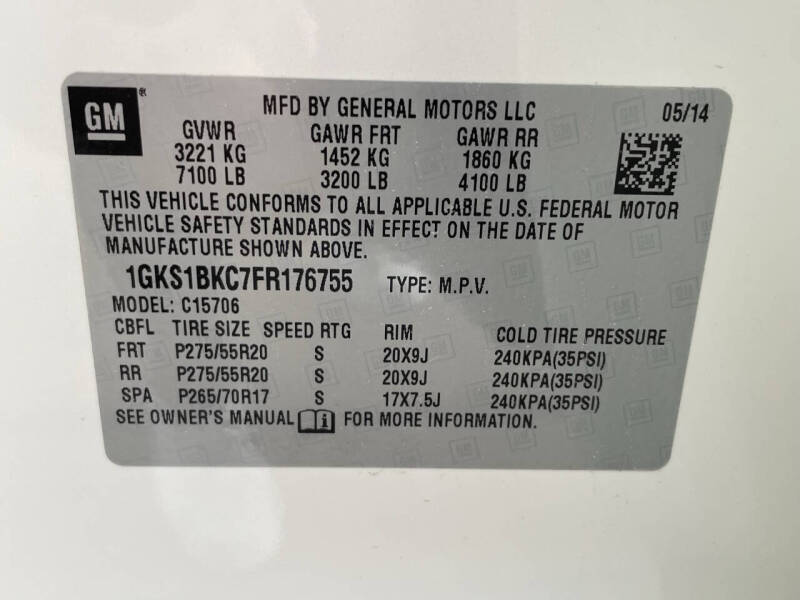 GM
MFD BY GENERAL MOTORS LLC 05/14
GVWR GAWR FRT GAWR RR
3221 KG 1452 KG 1860 KG
7100 LB 3200 LB 4100 LB
THIS VEHICLE CONFORMS TO ALL APPLICABLE U.S. FEDERAL MOTOR
VEHICLE SAFETY STANDARDS IN EFFECT ON THE DATE OF
MANUFACTURE SHOWN ABOVE.
1GKS1BKC7FR176755 TYPE: M.P.V.
MODEL: C15706
CBFL TIRE SIZE SPEED RTG RIM COLD TIRE PRESSURE
FRT P275/55R20 S 20X9J 240KPA(35PSI)
RR P275/55R20 S 20X9J 240KPA(35PSI)
SPA P265/70R17 S 17X7.5J 240KPA(35PSI)
SEE OWNER'S MANUAL i FOR MORE INFORMATION.